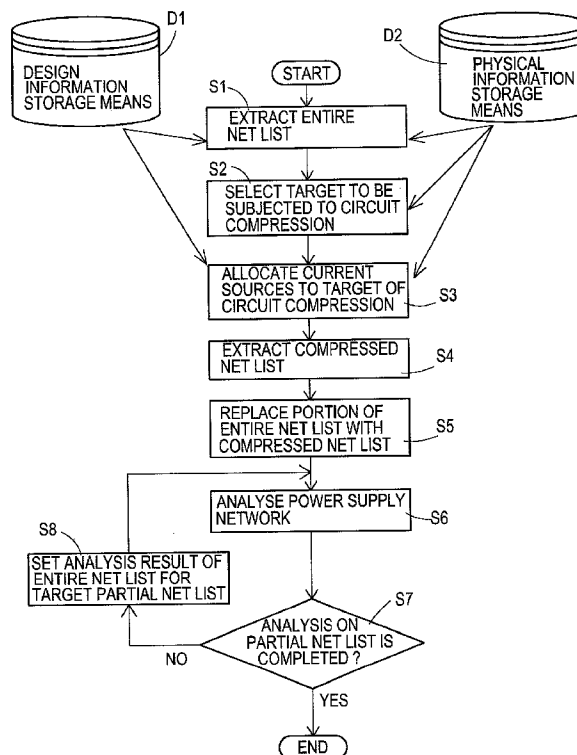 D1
DESIGN
INFORMATION
STORAGE MEANS
D2
PHYSICAL
INFORMATION
STORAGE
MEANS
START
S1
EXTRACT ENTIRE
NET LIST
S2
SELECT TARGET TO BE
SUBJECTED TO CIRCUIT
COMPRESSION
ALLOCATE CURRENT
SOURCES TO TARGET OF
CIRCUIT COMPRESSION
S3
EXTRACT COMPRESSED
NET LIST
S4
REPLACE PORTION OF
ENTIRE NET LIST WITH
COMPRESSED NET LIST
S5
ANALYSE POWER SUPPLY
NETWORK
S6
S8
SET ANALYSIS RESULT OF
ENTIRE NET LIST FOR
TARGET PARTIAL NET LIST
S7
ANALYSIS ON
PARTIAL NET LIST IS
COMPLETED ?
NO
YES
END